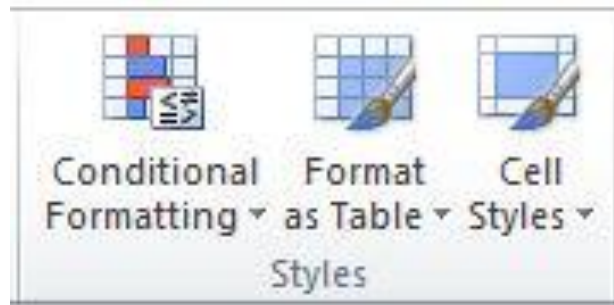 Conditional Formatting
Format as Table
Cell Styles
Styles